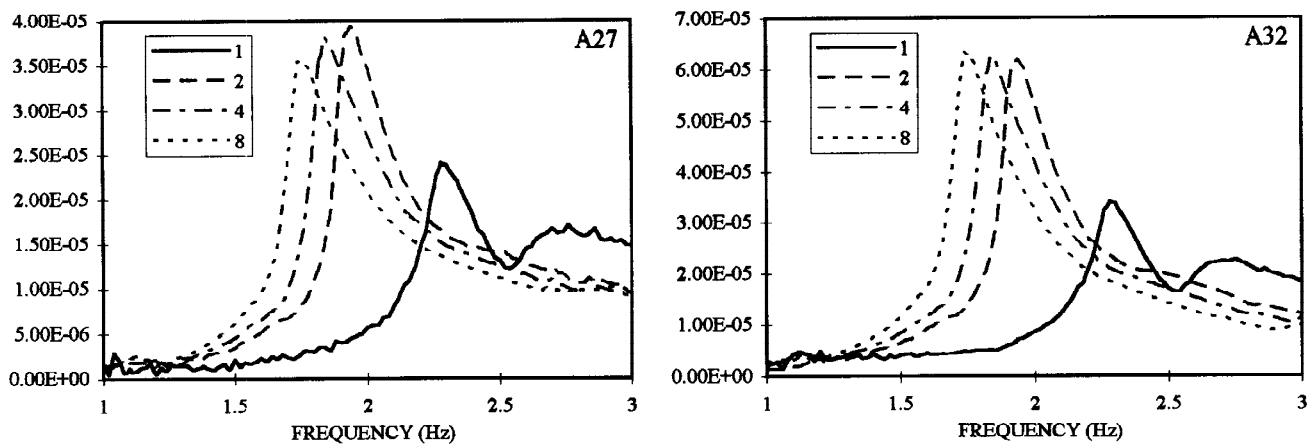 4.00E-05
3.50E-05
3.00E-05
2.50E-05
2.00E-05
1.50E-05
1.00E-05
5.00E-06
0.00E+00
1
2
4
8
A27
1 1.5 2 2.5 3
FREQUENCY (Hz)
7.00E-05
6.00E-05
5.00E-05
4.00E-05
3.00E-05
2.00E-05
1.00E-05
0.00E+00
1
2
4
8
A32
1 1.5 2 2.5 3
FREQUENCY (Hz)